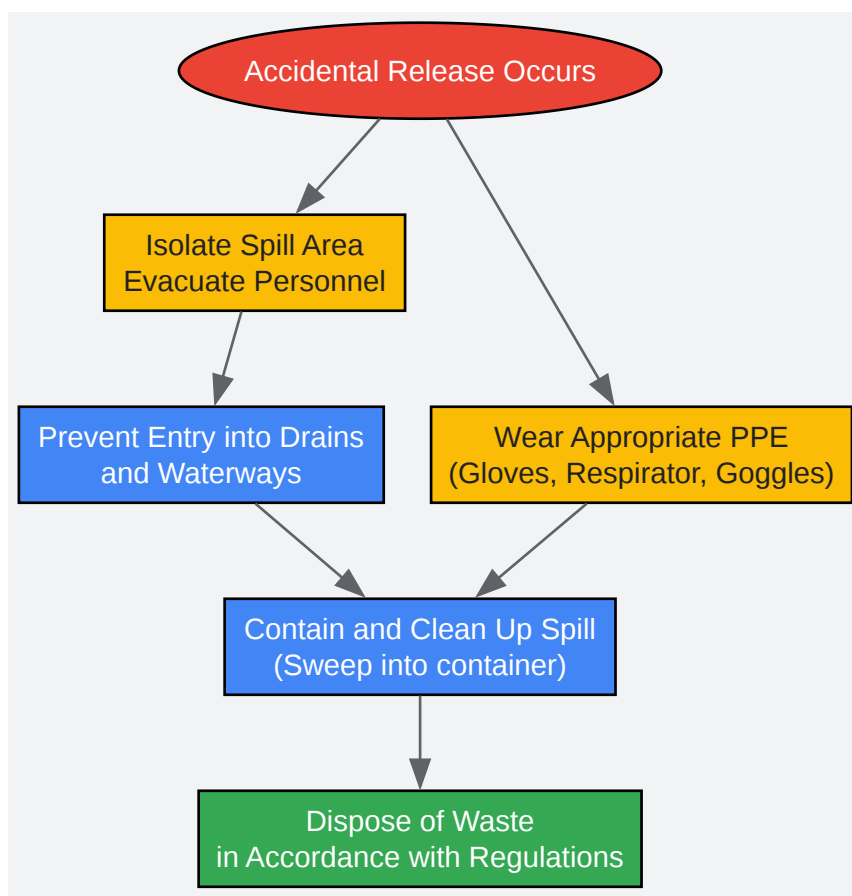 Accidental Release Occurs
Isolate Spill Area
Evacuate Personnel
Prevent Entry into Drains
and Waterways
Wear Appropriate PPE
(Gloves, Respirator, Goggles)
Contain and Clean Up Spill
(Sweep into container)
Dispose of Waste
in Accordance with Regulations